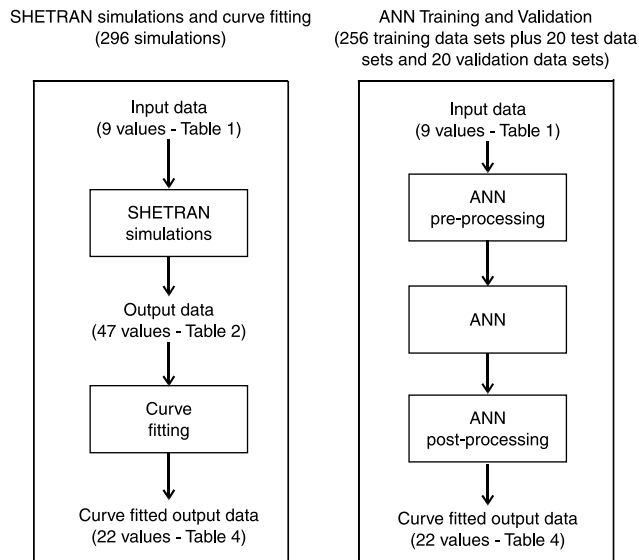 SHETRAN simulations and curve fitting
(296 simulations)
Input data
(9 values - Table 1)
SHETRAN
simulations
Output data
(47 values - Table 2)
Curve
fitting
Curve fitted output data
(22 values - Table 4)
ANN Training and Validation
(256 training data sets plus 20 test data
sets and 20 validation data sets)
Input data
(9 values - Table 1)
ANN
pre-processing
ANN
ANN
post-processing
Curve fitted output data
(22 values - Table 4)